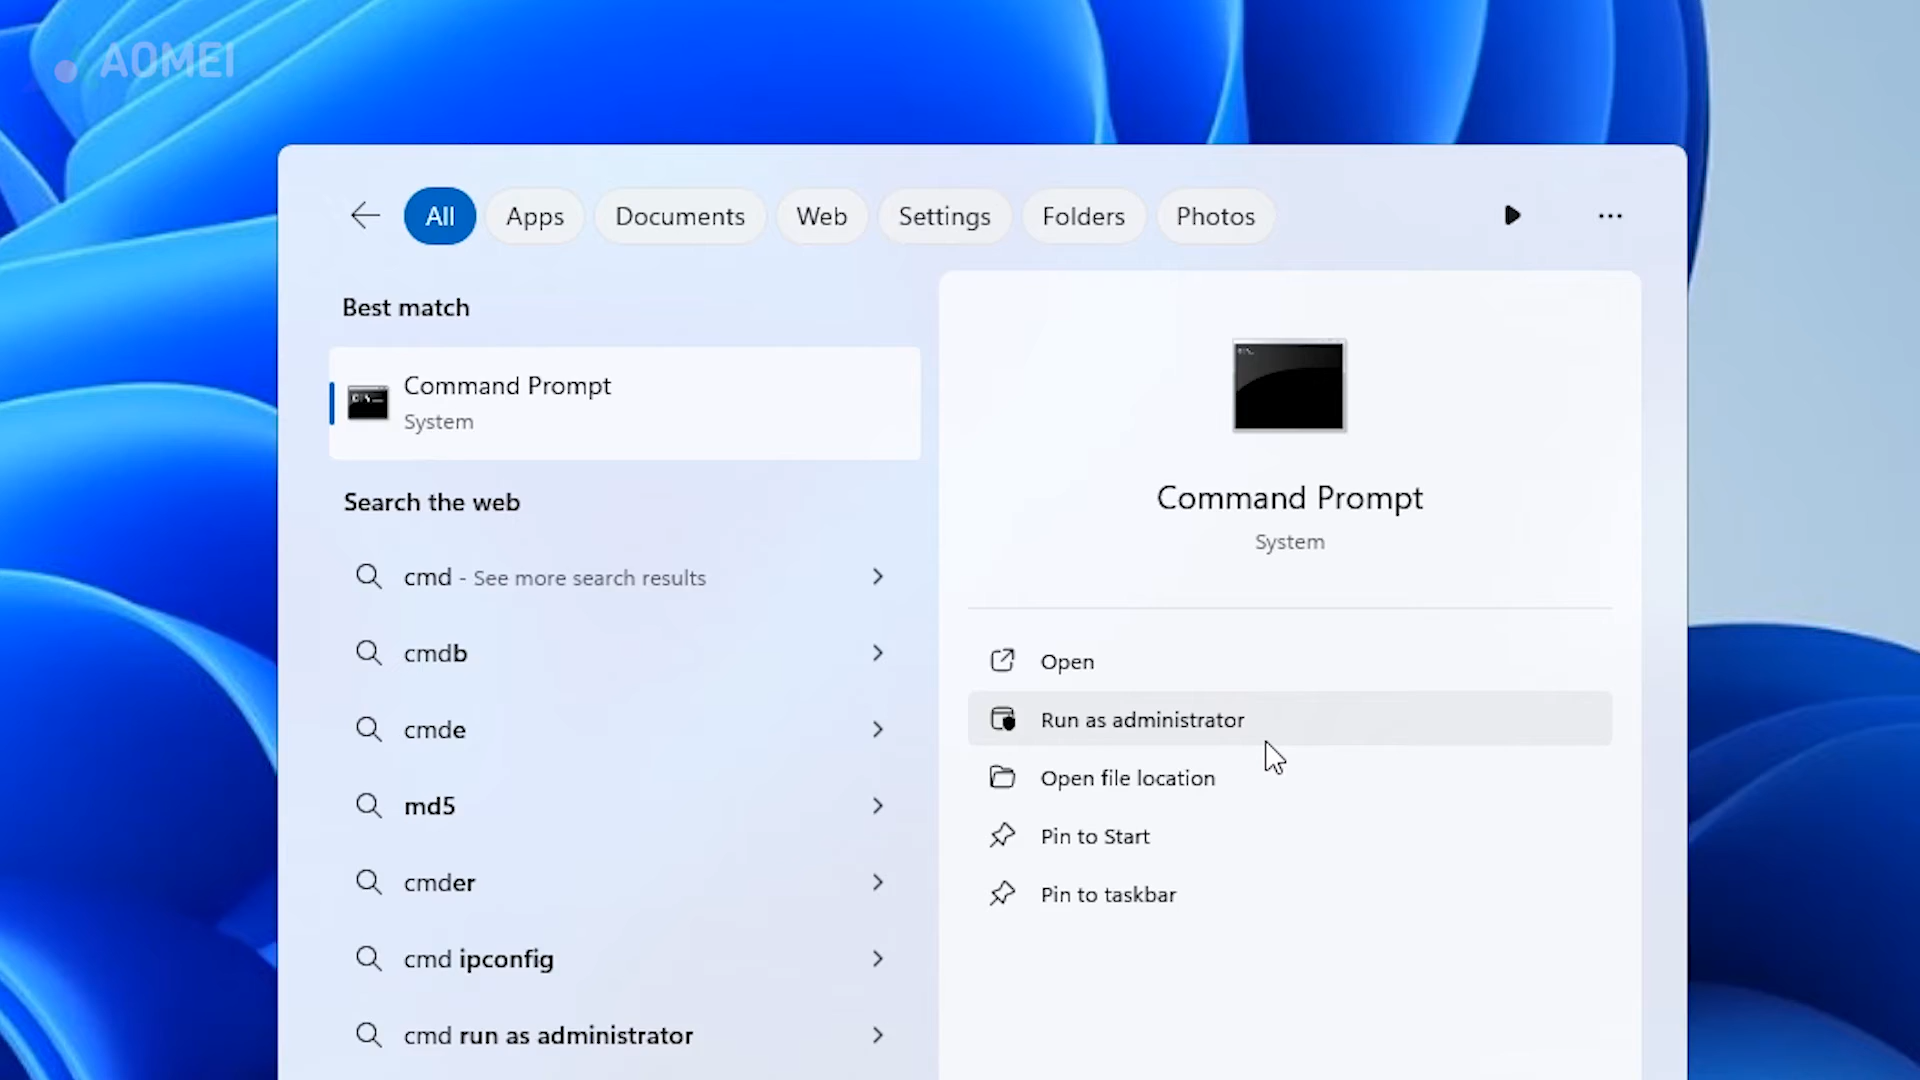 AOMEI
All
Apps
Documents
Web
Settings
Folders
Photos
Best match
Command Prompt
System
Search the web
cmd - See more search results
cmdb
cmde
md5
cmder
cmd ipconfig
cmd run as administrator
Command Prompt
System
Open
Run as administrator
Open file location
Pin to Start
Pin to taskbar